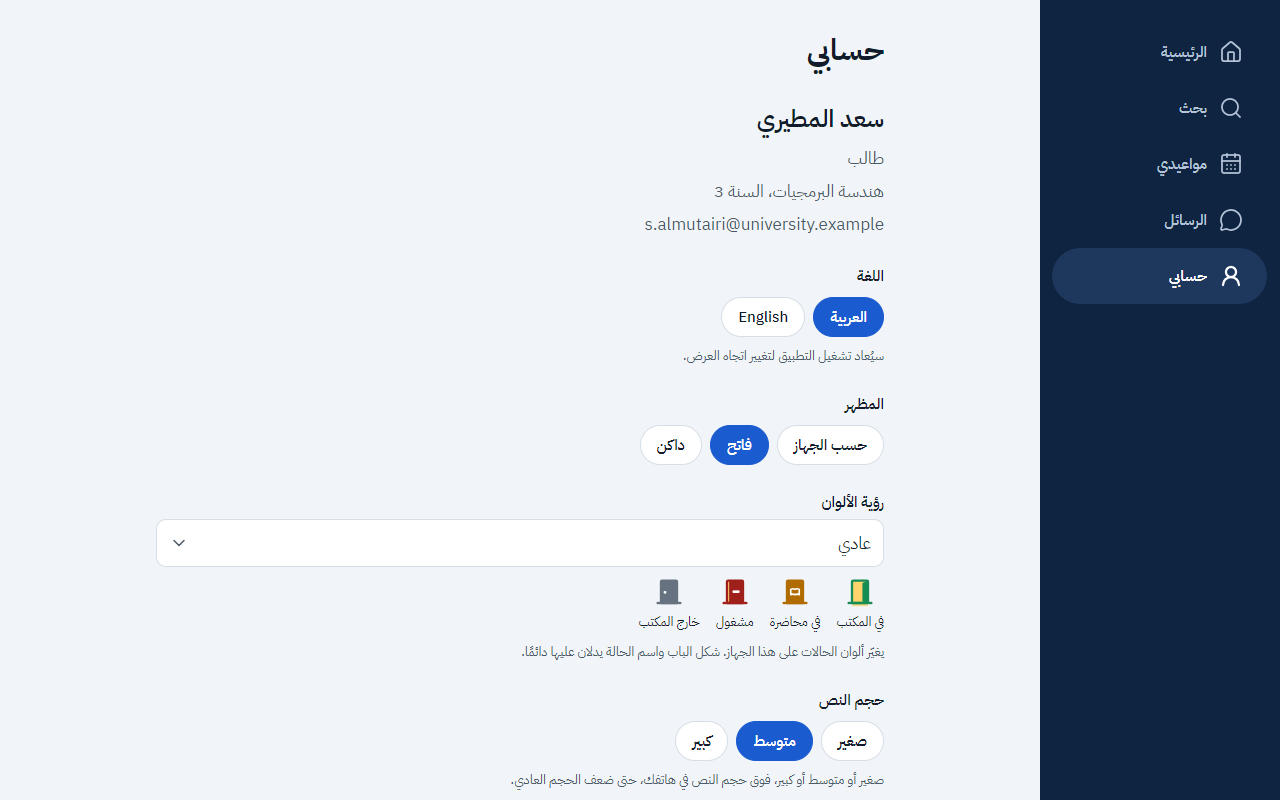 الرئيسية
بحث
مواعيدي
الرسائل
حسابي
حسابي
سعد المطيري
طالب
هندسة البرمجيات، السنة 3
s.almutairi@university.example
اللغة
العربية English
سيُعاد تشغيل التطبيق لتغيير اتجاه العرض.
المظهر
حسب الجهاز فاتح داكن
رؤية الألوان
عادي
في المكتب في محاضرة مشغول خارج المكتب
يغيّر ألوان الحالات على هذا الجهاز. شكل الباب واسم الحالة يدلان عليها دائمًا.
حجم النص
صغير متوسط كبير
صغير أو متوسط أو كبير، فوق حجم النص في هاتفك، حتى ضعف الحجم العادي.